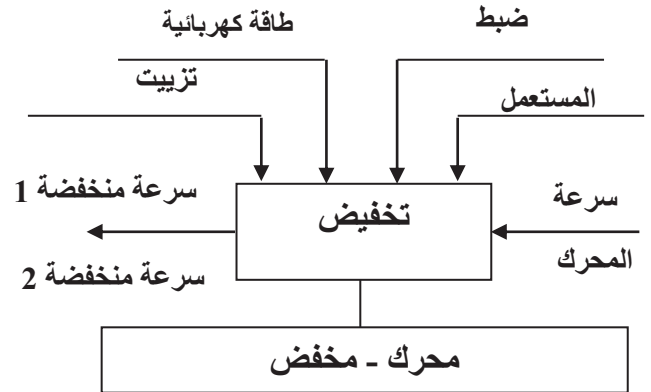 ضبط
طاقة كهربائية
المستعمل
تزييت
سرعة
المحرك
تخفيض
سرعة منخفضة 1
سرعة منخفضة 2
محرك - مخفض